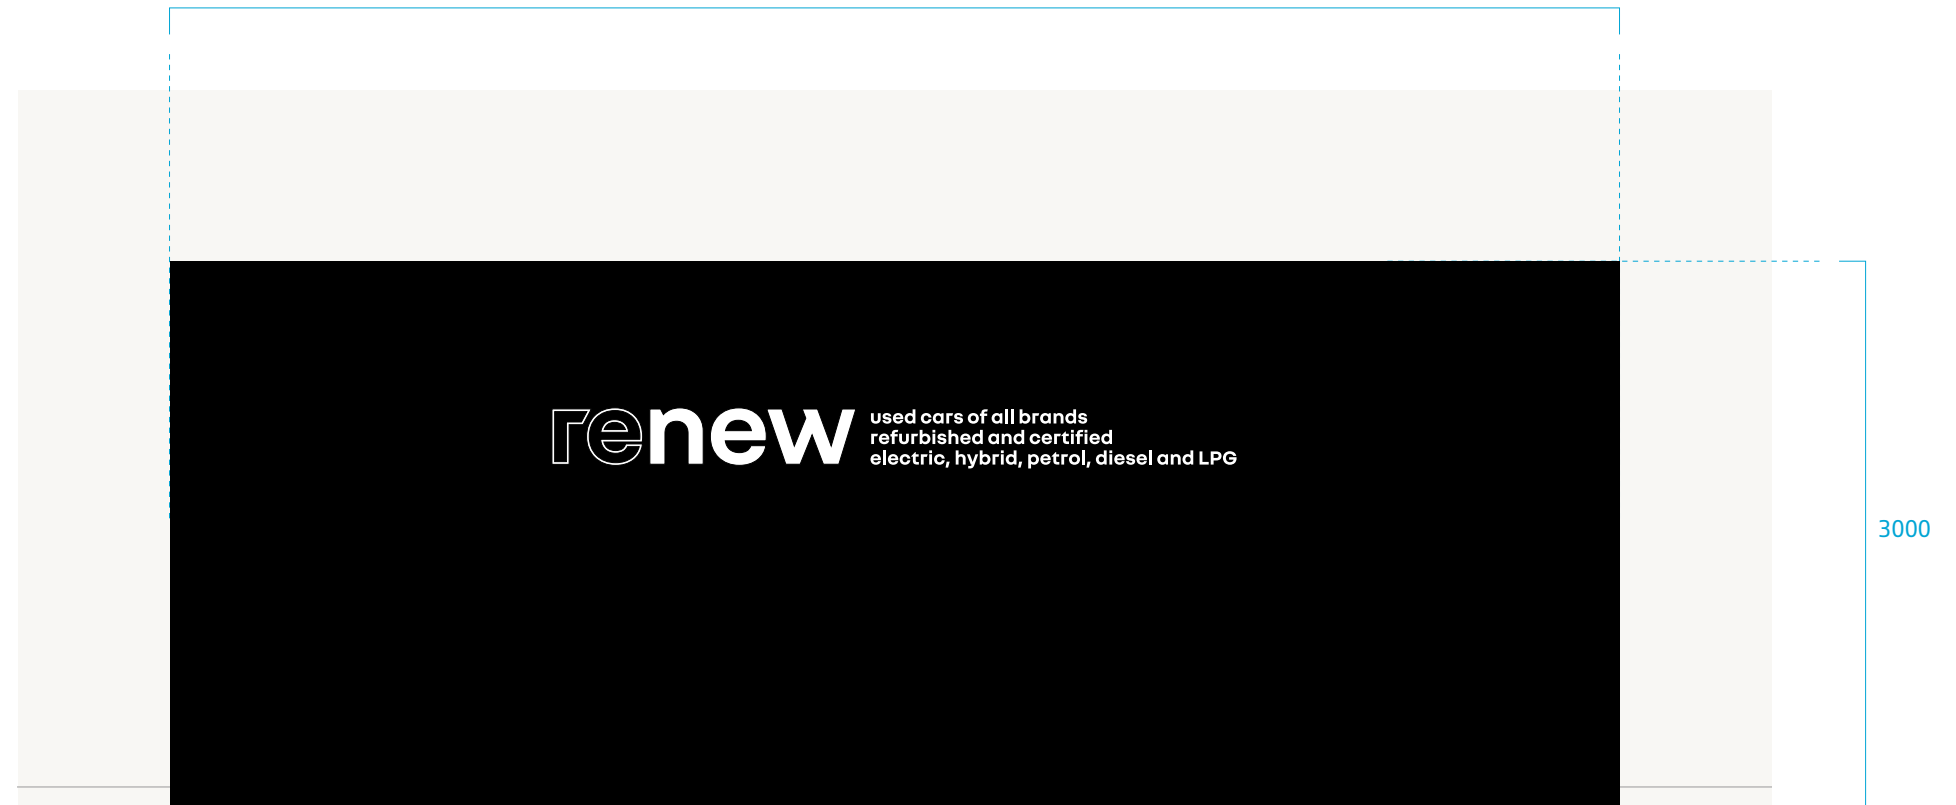 renew
used cars of all brands
refurbished and certified
electric, hybrid, petrol, diesel and LPG
3000